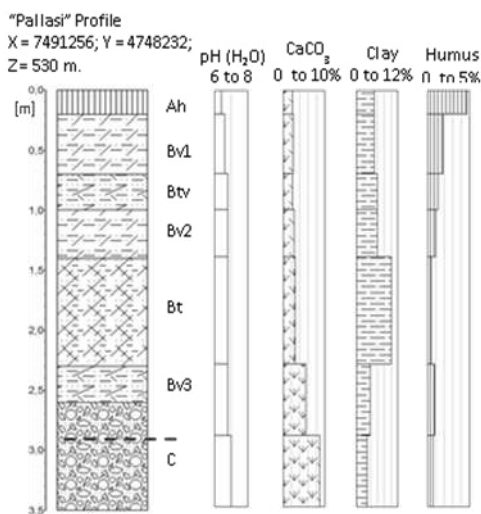 "Pallasi" Profile
X = 7491256; Y = 4748232;
Z = 530 m.
pH (H₂O)
6 to 8
CaCO₃
0 to 10%
Clay
0 to 12%
Humus
0 to 5%
[m]
0,0
Ah
0,5
Bv1
Btv
1,0
Bv2
1,5
Bt
2,0
2,5
Bv3
3,0
C
3,5